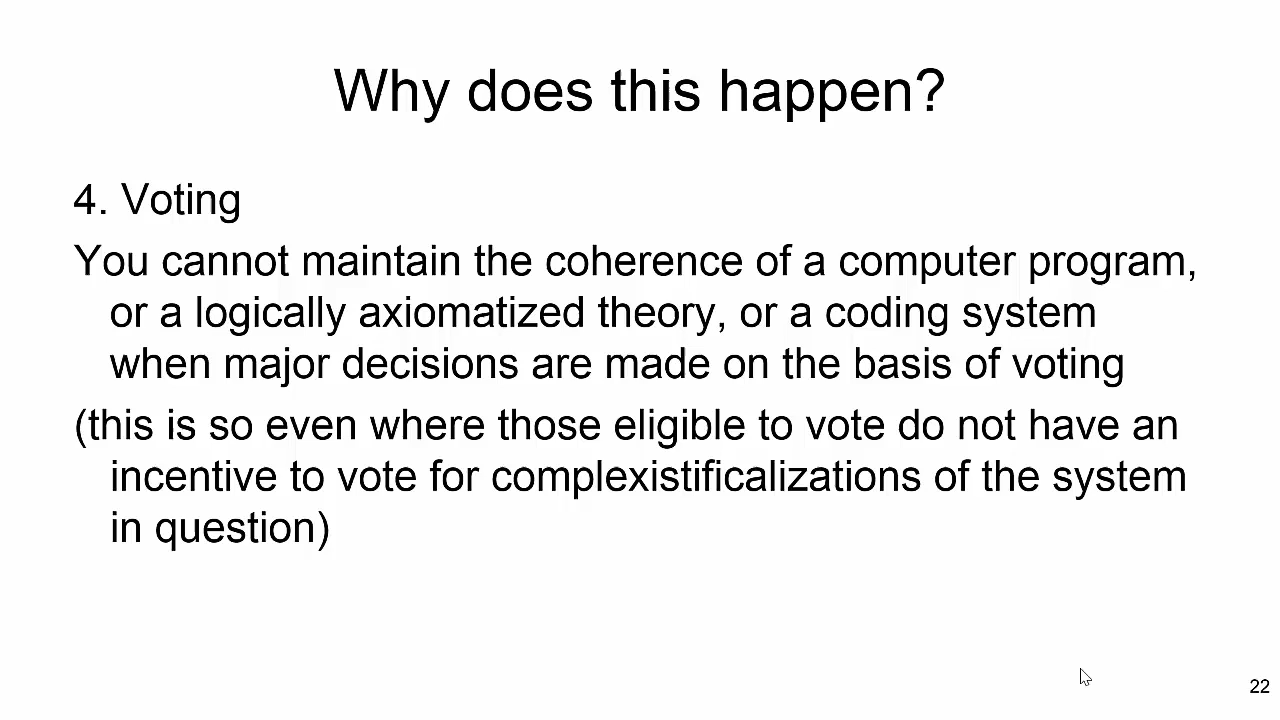 Why does this happen?
4. Voting
You cannot maintain the coherence of a computer program,
or a logically axiomatized theory, or a coding system
when major decisions are made on the basis of voting
(this is so even where those eligible to vote do not have an
incentive to vote for complexistificalizations of the system
in question)
22